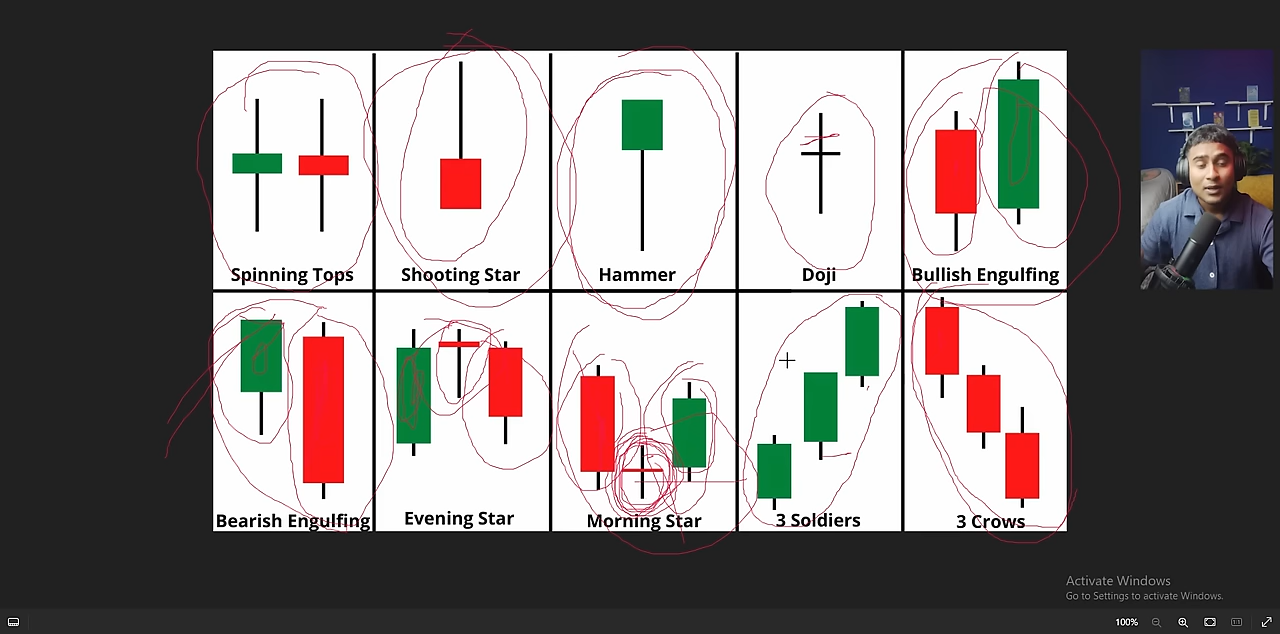 Spinning Tops
Shooting Star
Hammer
Doji
Bullish Engulfing
Bearish Engulfing
Evening Star
Morning Star
3 Soldiers
3 Crows
Activate Windows
Go to Settings to activate Windows.
100%